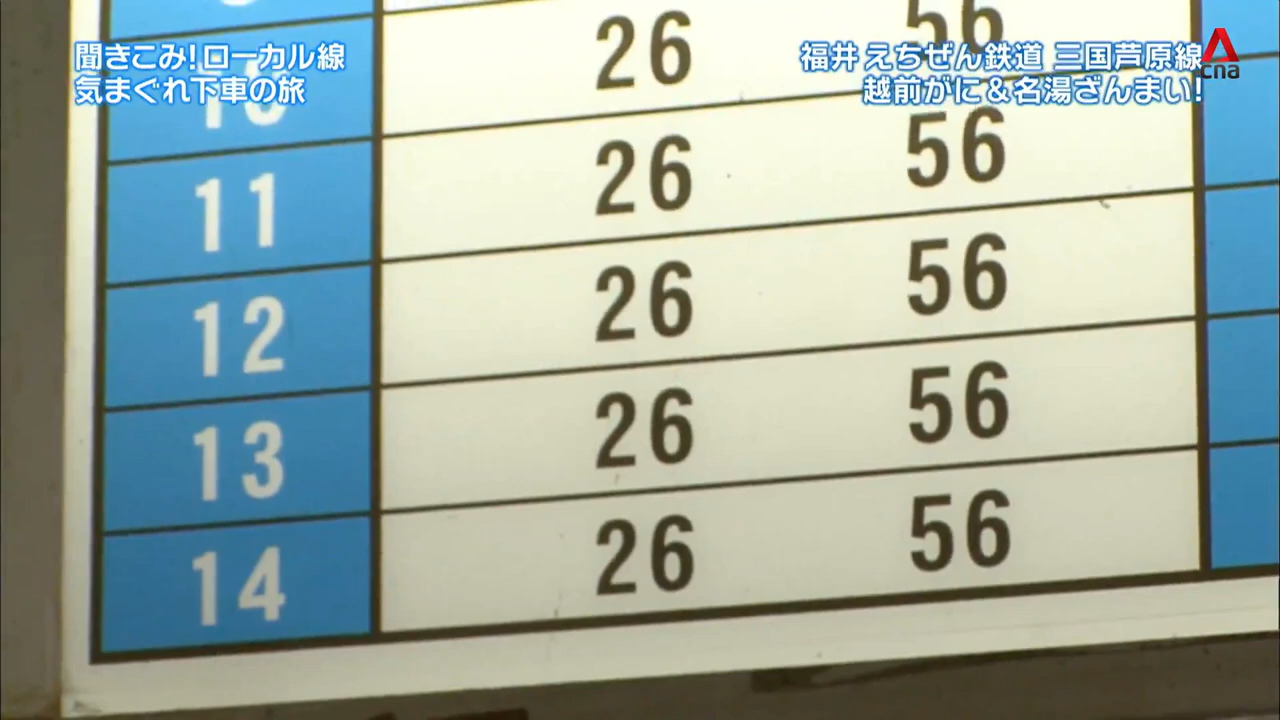 聞きこみ!ローカル線
気まぐれ下車の旅
福井 えちぜん鉄道 三国芦原線
越前がに&名湯ざんまい!
cna
10 26 56
11 26 56
12 26 56
13 26 56
14 26 56